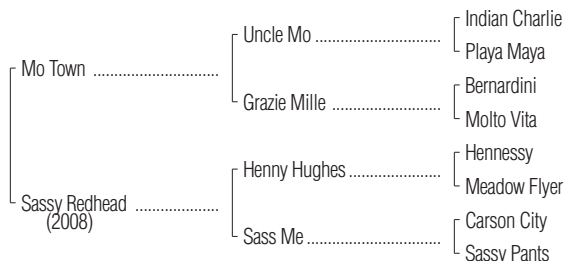 Indian Charlie
Uncle Mo ................................
Playa Maya
Mo Town ................................
Bernardini
Grazie Mille ...........................
Molto Vita
Hennessy
Henny Hughes .......................
Meadow Flyer
Sassy Redhead .....................
(2008)
Carson City
Sass Me .................................
Sassy Pants